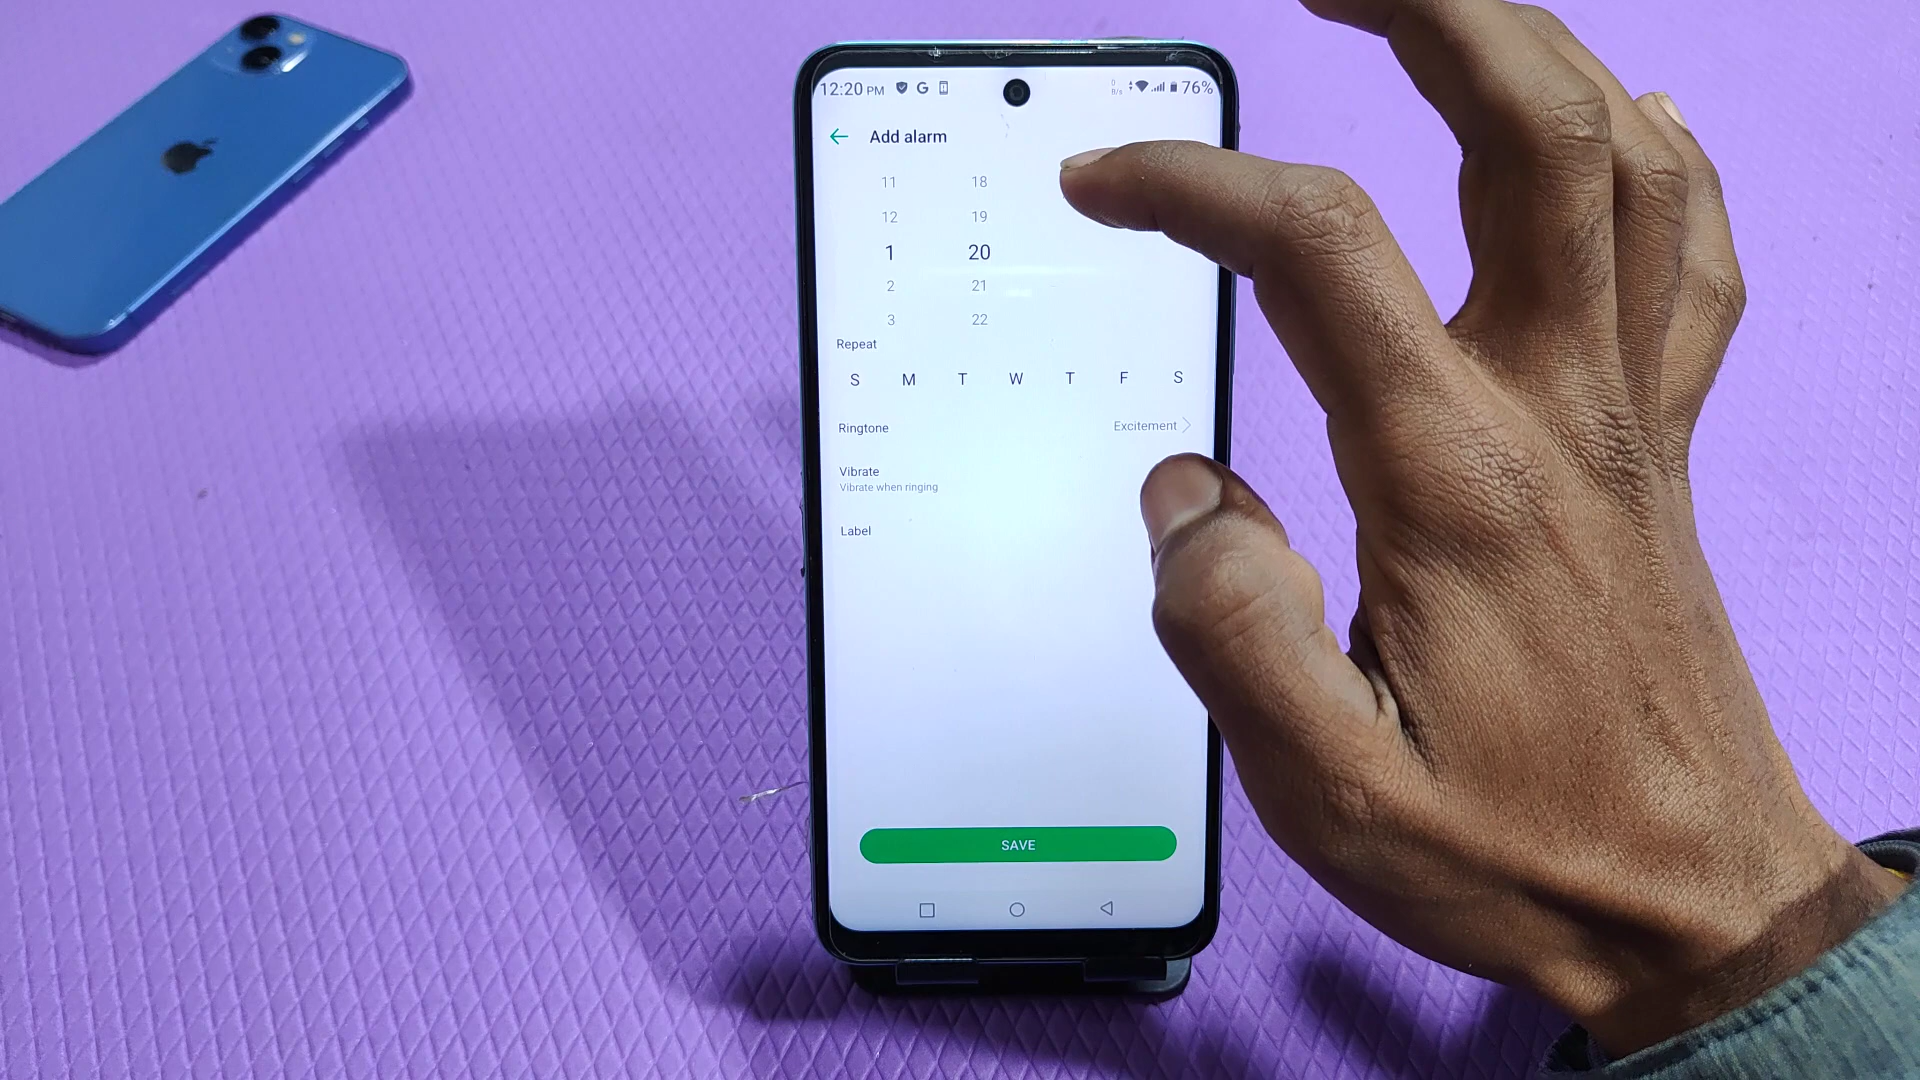 12:20 PM G 0 B/s 76%
Add alarm
11 18
12 19
1 20
2 21
3 22
Repeat
S M T W T F S
Ringtone Excitement
Vibrate
Vibrate when ringing
Label
SAVE